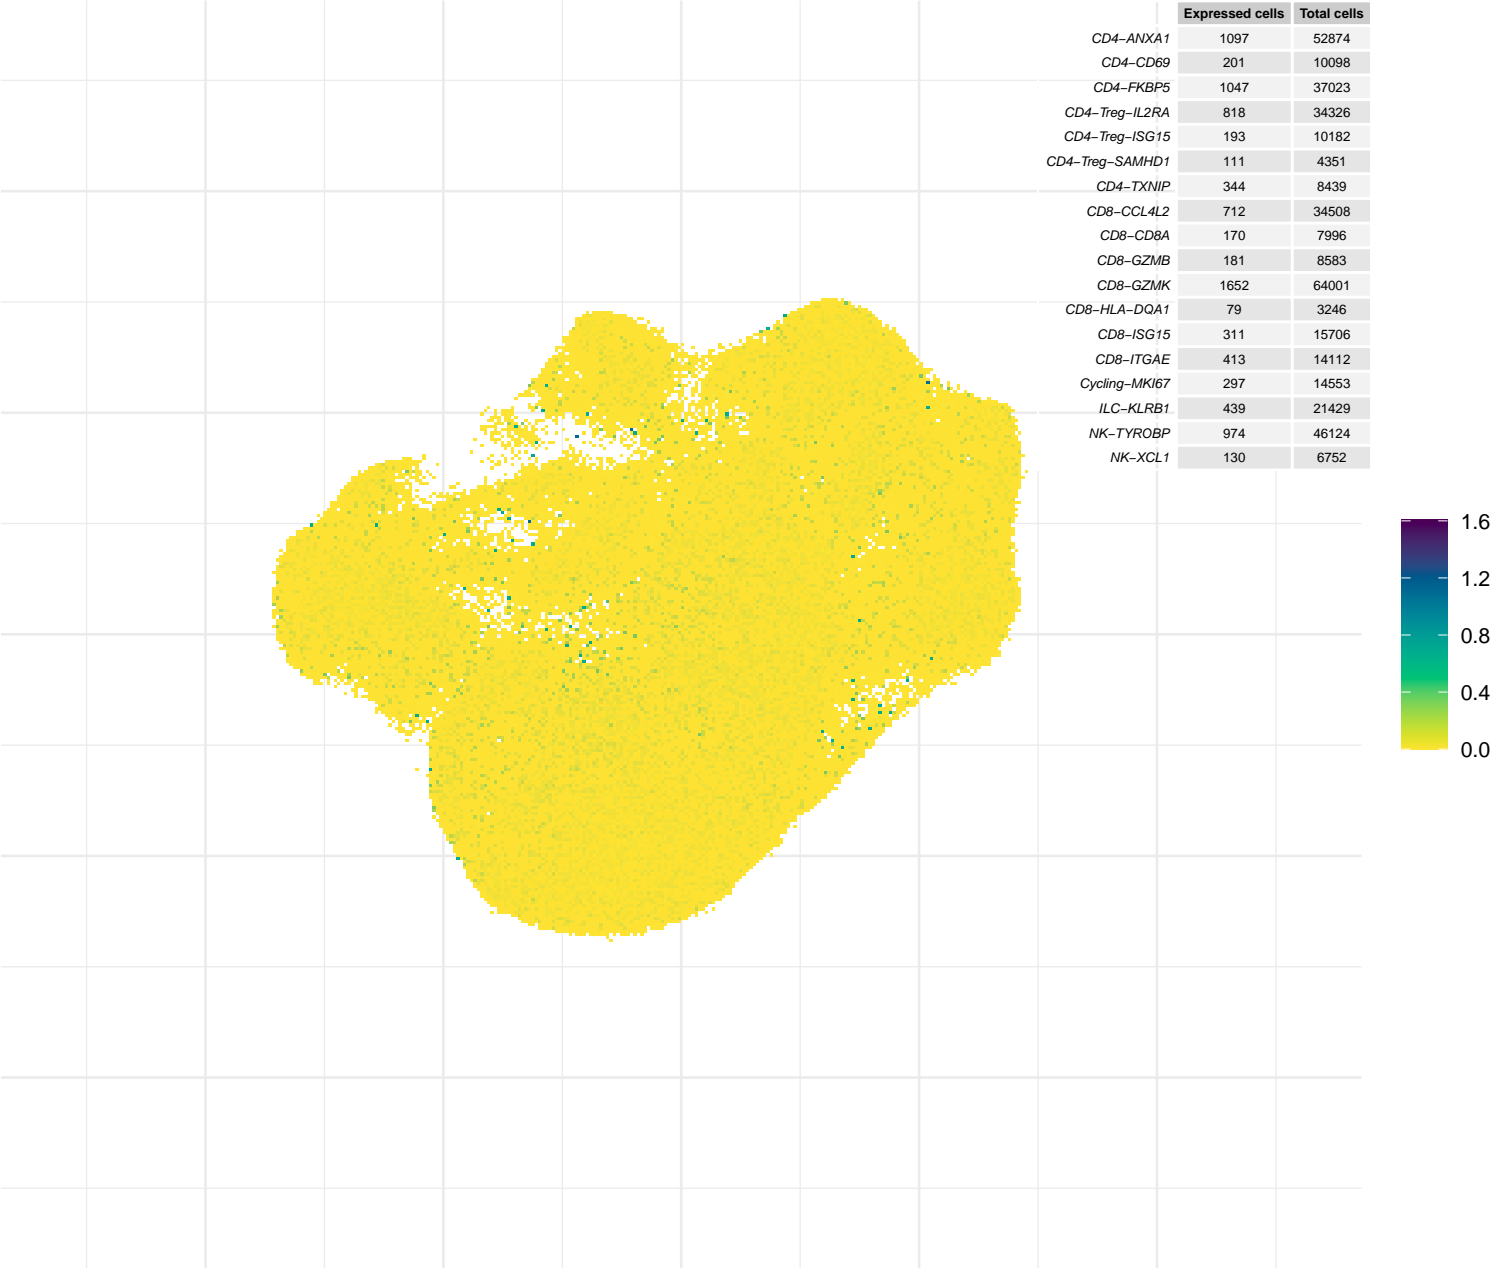 Expressed cells Total cells
CD4−ANXA1 1097 52874
CD4−CD69 201 10098
CD4−FKBP5 1047 37023
CD4−Treg−IL2RA 818 34326
CD4−Treg−ISG15 193 10182
CD4−Treg−SAMHD1 111 4351
CD4−TXNIP 344 8439
CD8−CCL4L2 712 34508
CD8−CD8A 170 7996
CD8−GZMB 181 8583
CD8−GZMK 1652 64001
CD8−HLA−DQA1 79 3246
CD8−ISG15 311 15706
CD8−ITGAE 413 14112
Cycling−MKI67 297 14553
ILC−KLRB1 439 21429
NK−TYROBP 974 46124
NK−XCL1 130 6752
1.6
1.2
0.8
0.4
0.0